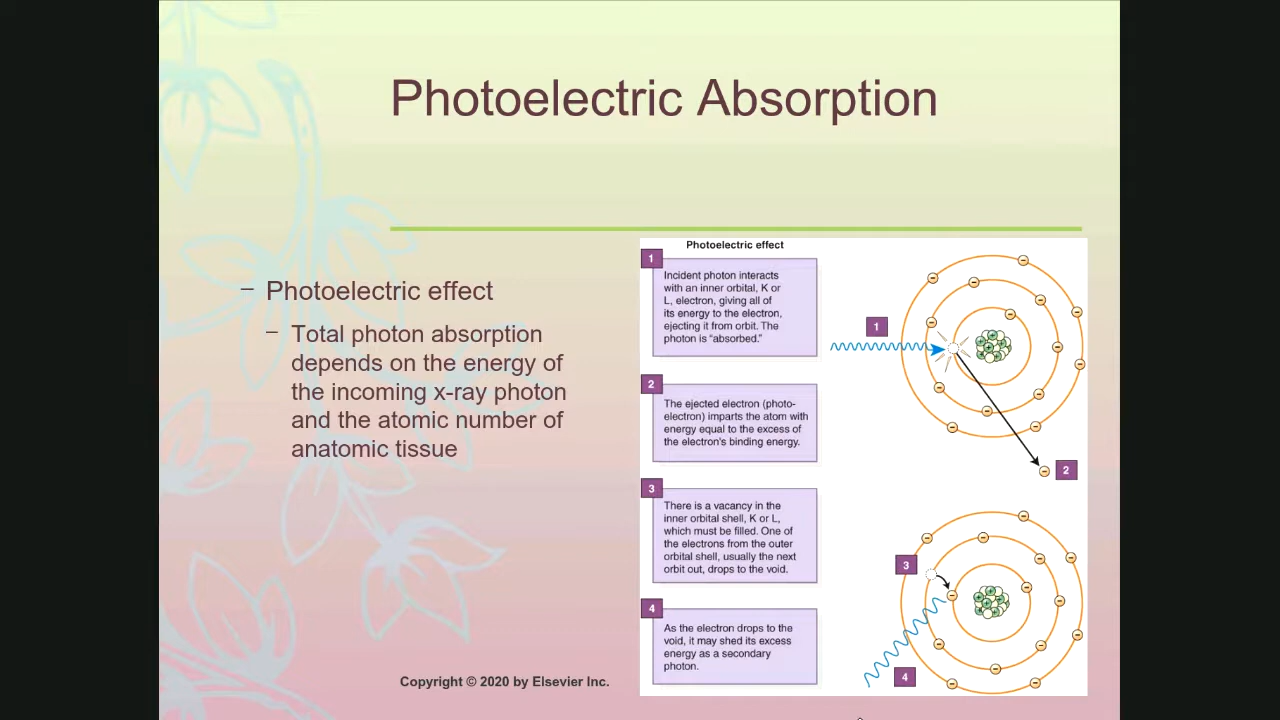 Photoelectric Absorption
– Photoelectric effect
– Total photon absorption
depends on the energy of
the incoming x-ray photon
and the atomic number of
anatomic tissue
Photoelectric effect
1
Incident photon interacts
with an inner orbital, K or
L, electron, giving all of
its energy to the electron,
ejecting it from orbit. The
photon is “absorbed.”
2
The ejected electron (photo-
electron) imparts the atom with
energy equal to the excess of
the electron's binding energy.
3
There is a vacancy in the
inner orbital shell, K or L,
which must be filled. One of
the electrons from the outer
orbital shell, usually the next
orbit out, drops to the void.
4
As the electron drops to the
void, it may shed its excess
energy as a secondary
photon.
1
2
3
4
Copyright © 2020 by Elsevier Inc.